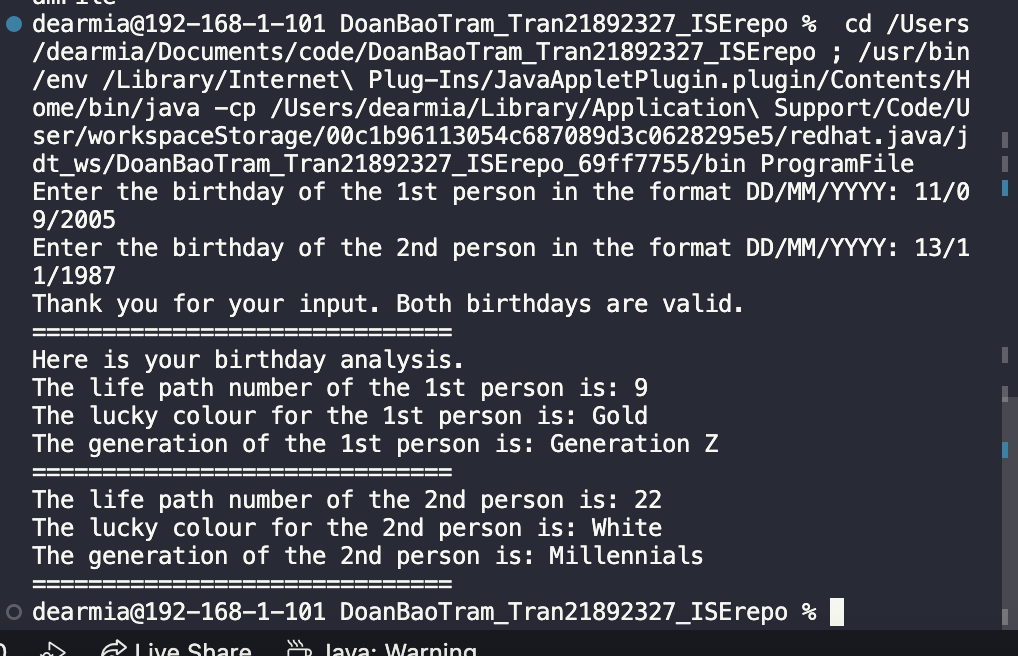 dearmia@192-168-1-101 DoanBaoTram_Tran21892327_ISErepo %  cd /Users
/dearmia/Documents/code/DoanBaoTram_Tran21892327_ISErepo ; /usr/bin
/env /Library/Internet\ Plug-Ins/JavaAppletPlugin.plugin/Contents/H
ome/bin/java -cp /Users/dearmia/Library/Application\ Support/Code/U
ser/workspaceStorage/00c1b96113054c687089d3c0628295e5/redhat.java/j
dt_ws/DoanBaoTram_Tran21892327_ISErepo_69ff7755/bin ProgramFile
Enter the birthday of the 1st person in the format DD/MM/YYYY: 11/0
9/2005
Enter the birthday of the 2nd person in the format DD/MM/YYYY: 13/1
1/1987
Thank you for your input. Both birthdays are valid.
==============================
Here is your birthday analysis.
The life path number of the 1st person is: 9
The lucky colour for the 1st person is: Gold
The generation of the 1st person is: Generation Z
==============================
The life path number of the 2nd person is: 22
The lucky colour for the 2nd person is: White
The generation of the 2nd person is: Millennials
==============================
dearmia@192-168-1-101 DoanBaoTram_Tran21892327_ISErepo %
Live Share Java: Warning